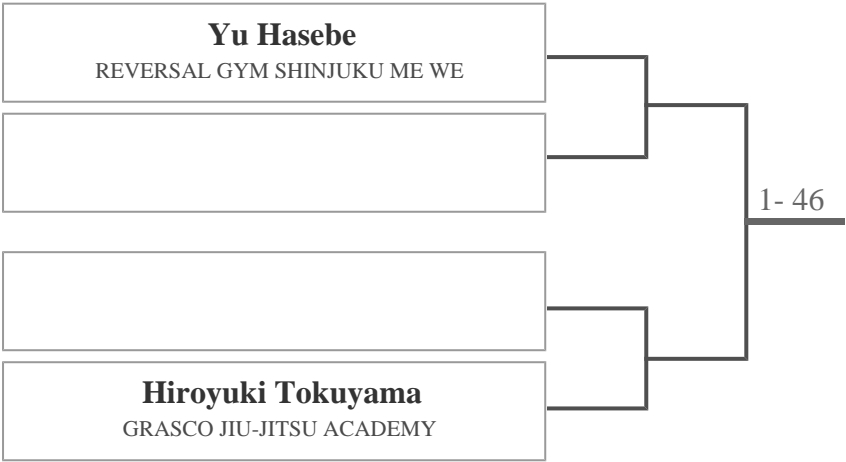 Yu Hasebe
REVERSAL GYM SHINJUKU ME WE
1- 46
Hiroyuki Tokuyama
GRASCO JIU-JITSU ACADEMY